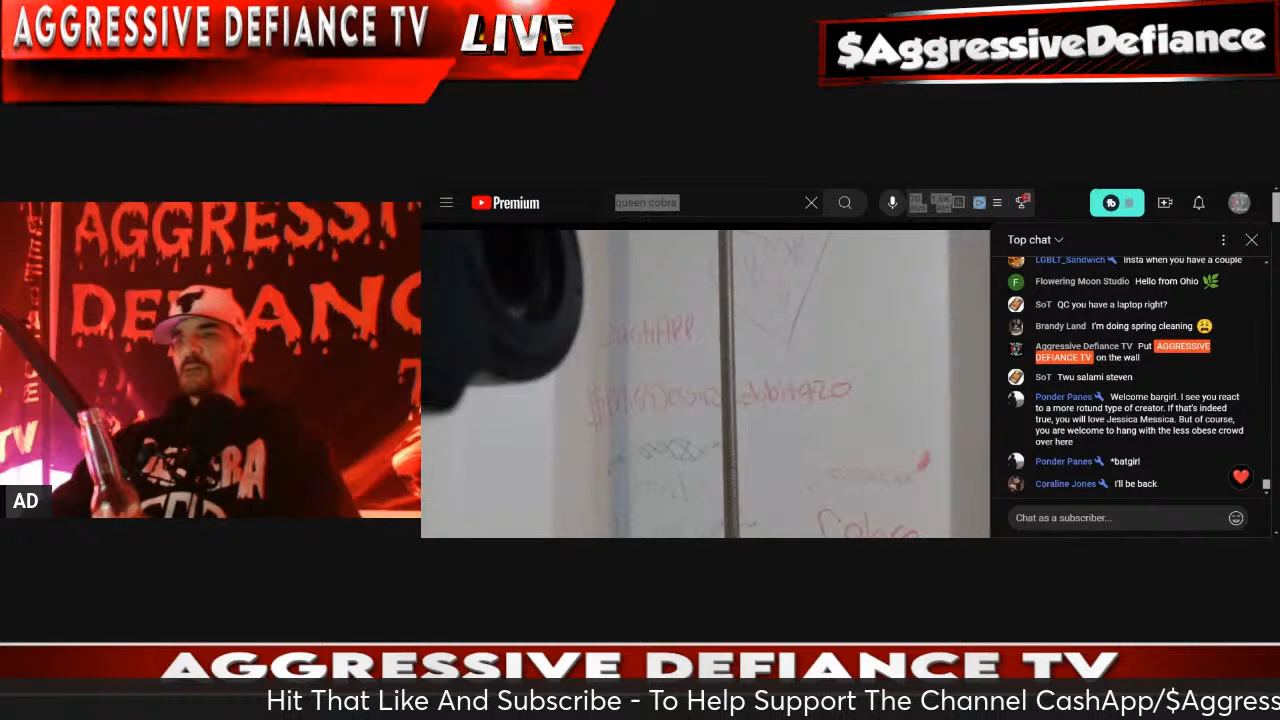 AGGRESSIVE DEFIANCE TV
LIVE
$AggressiveDefiance
Premium
queen cobra
Top chat
LGBLT_Sandwich Insta when you have a couple
Flowering Moon Studio Hello from Ohio
SoT QC you have a laptop right?
Brandy Land I'm doing spring cleaning
Aggressive Defiance TV Put AGGRESSIVE
DEFIANCE TV on the wall
SoT Twu salami steven
Ponder Panes Welcome bargirl. I see you react
to a more rotund type of creator. If that's indeed
true, you will love Jessica Messica. But of course,
you are welcome to hang with the less obese crowd
over here
Ponder Panes *batgirl
Coraline Jones I'll be back
Chat as a subscriber...
AGGRESSI
DE
ANC
TV
AD
AGGRESSIVE DEFIANCE TV
Hit That Like And Subscribe - To Help Support The Channel CashApp/$Aggress